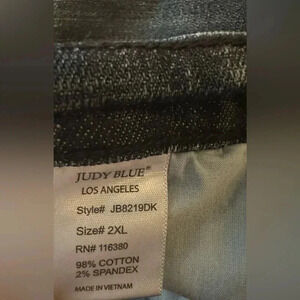 JUDY BLUE®
LOS ANGELES
Style# JB8219DK
Size# 2XL
RN# 116380
98% COTTON
2% SPANDEX
MADE IN VIETNAM